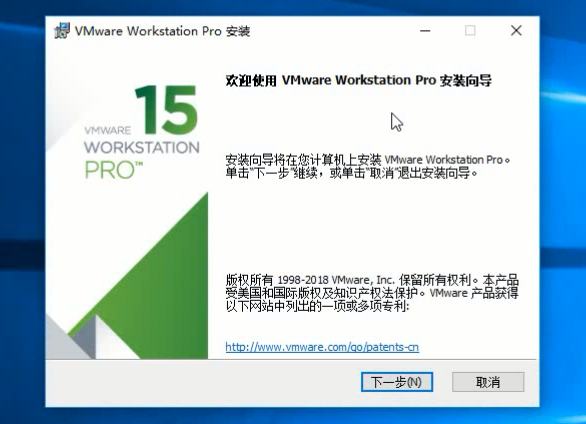 VMware Workstation Pro 安装
欢迎使用 VMware Workstation Pro 安装向导
15
VMWARE
WORKSTATION
PRO™
安装向导将在您计算机上安装 VMware Workstation Pro。
单击"下一步"继续，或单击"取消"退出安装向导。
版权所有 1998-2018 VMware, Inc. 保留所有权利。本产品
受美国和国际版权及知识产权法保护。VMware 产品获得
以下网站中列出的一项或多项专利:
http://www.vmware.com/go/patents-cn
下一步(N)
取消